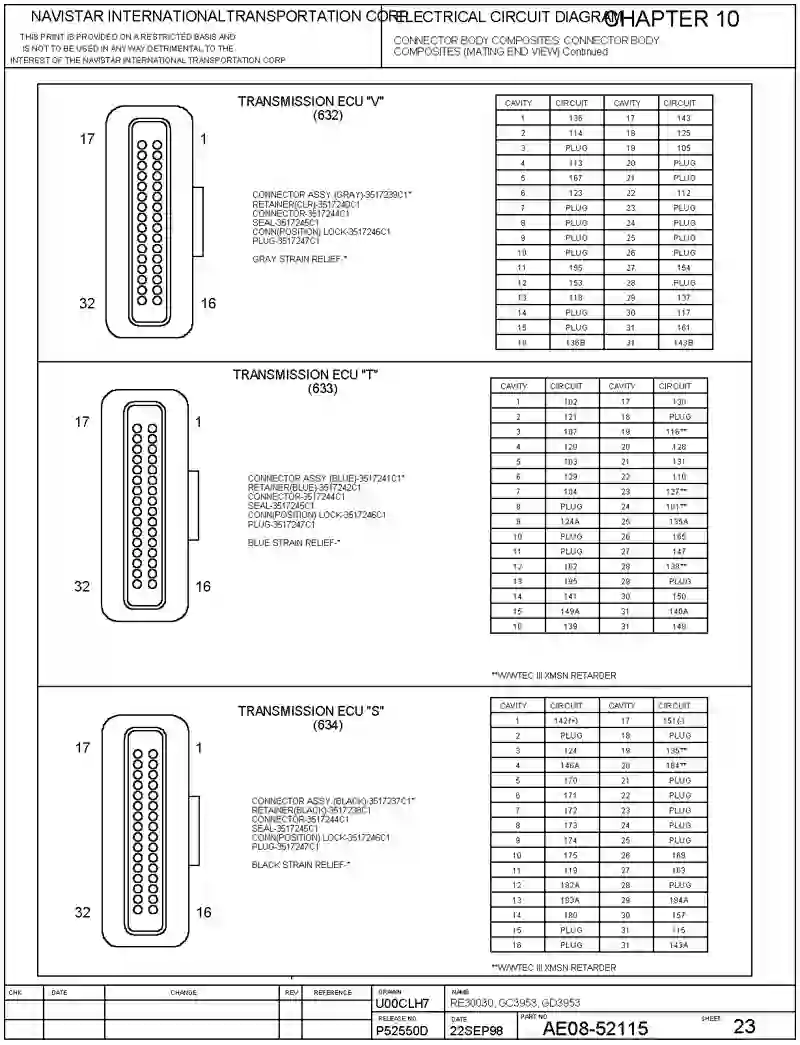 NAVISTAR INTERNATIONAL TRANSPORTATION CORP.
THIS PRINT IS PROVIDED ON A RESTRICTED BASIS AND
IS NOT TO BE USED IN ANY WAY DETRIMENTAL TO THE
INTEREST OF THE NAVISTAR INTERNATIONAL TRANSPORTATION CORP
ELECTRICAL CIRCUIT DIAGRAM
CHAPTER 10
CONNECTOR BODY COMPOSITES: CONNECTOR BODY
COMPOSITES (MATING END VIEW) Continued
TRANSMISSION ECU "V"
(632)
17 1
32 16
CONNECTOR ASSY (GRAY)-3517239C1*
RETAINER(CLR)-3517240C1
CONNECTOR-3517244C1
SEAL-3517245C1
CONN(POSITION) LOCK-3517246C1
PLUG-3517247C1
GRAY STRAIN RELIEF-*
CAVITY CIRCUIT CAVITY CIRCUIT
1 136 17 143
2 114 18 125
3 PLUG 19 105
4 113 20 PLUG
5 167 21 PLUG
6 123 22 112
7 PLUG 23 PLUG
8 PLUG 24 PLUG
9 PLUG 25 PLUG
10 PLUG 26 PLUG
11 195 27 194
12 153 28 PLUG
13 118 29 137
14 PLUG 30 117
15 PLUG 31 161
16 136B 31 143B
TRANSMISSION ECU "T"
(633)
17 1
32 16
CONNECTOR ASSY (BLUE)-3517241C1*
RETAINER(BLUE)-3517242C1
CONNECTOR-3517244C1
SEAL-3517245C1
CONN(POSITION) LOCK-3517246C1
PLUG-3517247C1
BLUE STRAIN RELIEF-*
CAVITY CIRCUIT CAVITY CIRCUIT
1 102 17 130
2 121 18 PLUG
3 107 19 116**
4 120 20 128
5 103 21 131
6 129 22 110
7 104 23 127**
8 PLUG 24 101**
9 124A 25 135A
10 PLUG 26 165
11 PLUG 27 147
12 162 28 138**
13 195 29 PLUG
14 141 30 150
15 149A 31 140A
16 139 31 148
**W/WTEC III XMSN RETARDER
TRANSMISSION ECU "S"
(634)
17 1
32 16
CONNECTOR ASSY (BLACK)-3517237C1*
RETAINER(BLACK)-3517238C1
CONNECTOR-3517244C1
SEAL-3517245C1
CONN(POSITION) LOCK-3517246C1
PLUG-3517247C1
BLACK STRAIN RELIEF-*
CAVITY CIRCUIT CAVITY CIRCUIT
1 142(+) 17 151(-)
2 PLUG 18 PLUG
3 124 19 135**
4 146A 20 164**
5 170 21 PLUG
6 171 22 PLUG
7 172 23 PLUG
8 173 24 PLUG
9 174 25 PLUG
10 175 26 169
11 119 27 163
12 182A 28 PLUG
13 183A 29 184A
14 180 30 157
15 PLUG 31 115
16 PLUG 31 143A
**W/WTEC III XMSN RETARDER
CHK DATE CHANGE REV REFERENCE
DRAWN
U00CLH7
NAME
RE30030, GC3953, GD3953
RELEASE NO.
P52550D
DATE
22SEP98
PART NO.
AE08-52115
SHEET 23